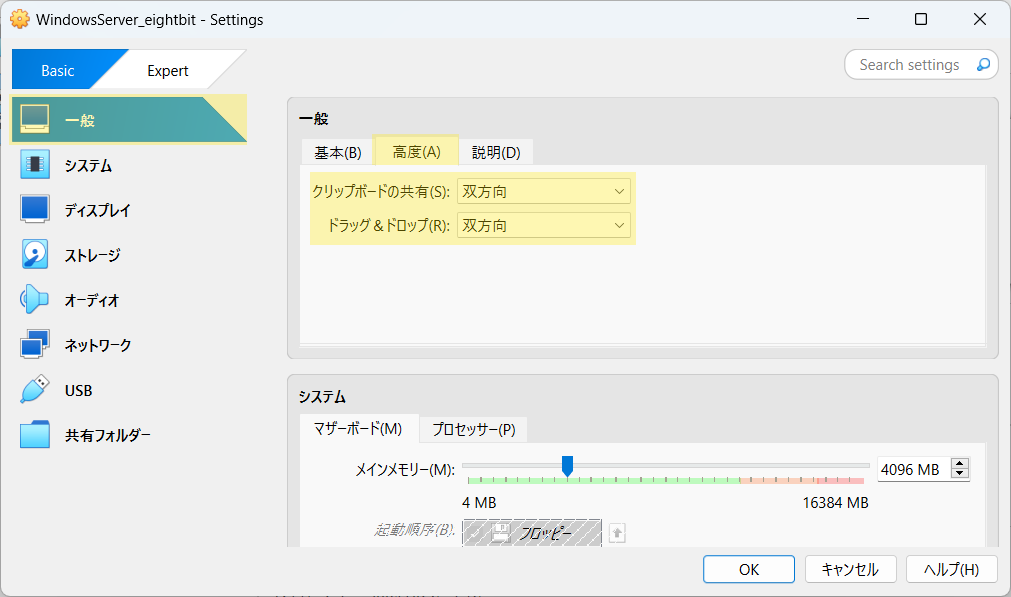 WindowsServer_eightbit - Settings
Basic
Expert
Search settings
一般
システム
ディスプレイ
ストレージ
オーディオ
ネットワーク
USB
共有フォルダー
一般
基本(B)
高度(A)
説明(D)
クリップボードの共有(S): 双方向
ドラッグ＆ドロップ(R): 双方向
システム
マザーボード(M)
プロセッサー(P)
メインメモリー(M):
4096 MB
4 MB
16384 MB
起動順序(B):
フロッピー
OK
キャンセル
ヘルプ(H)